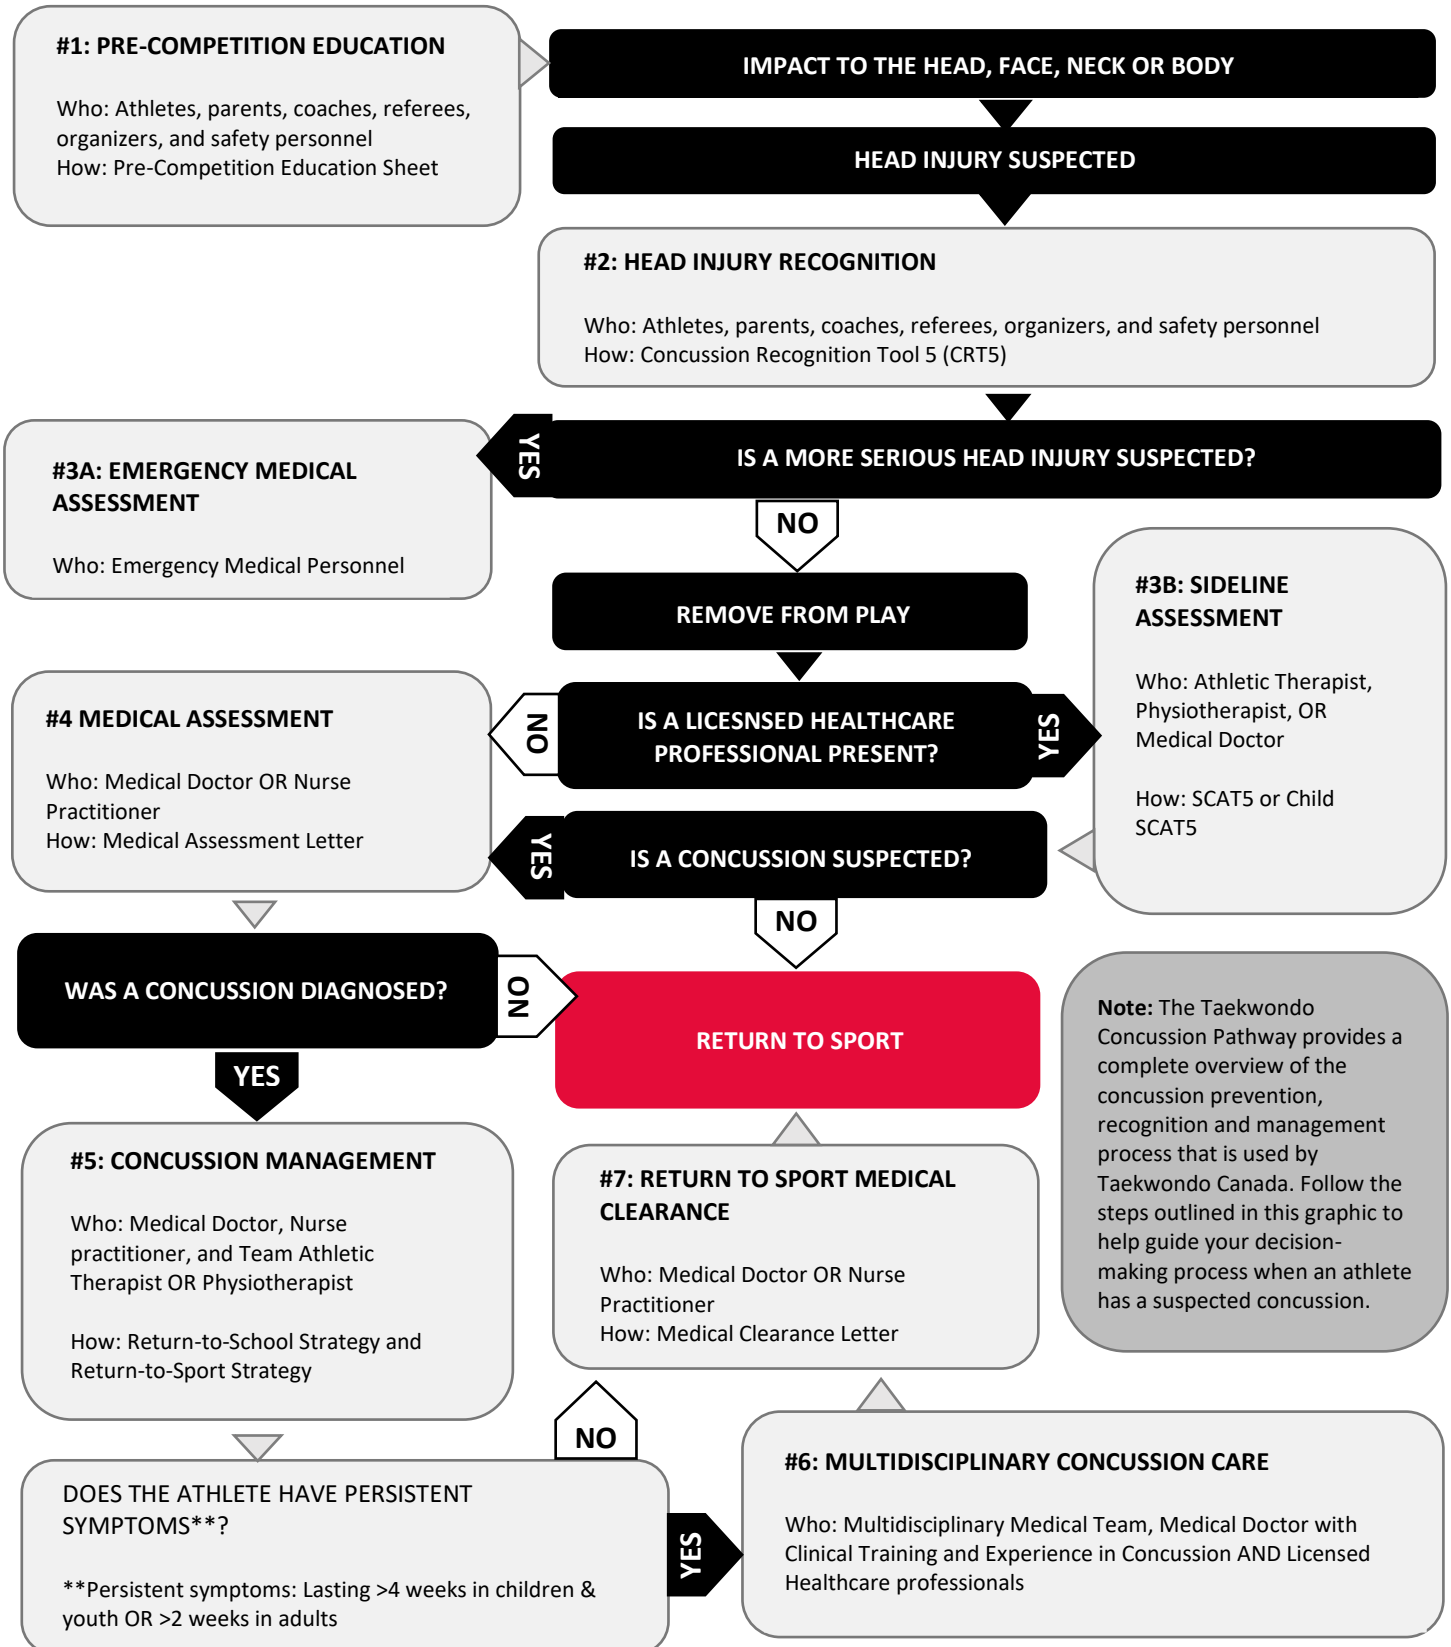 #1: PRE-COMPETITION EDUCATION
Who: Athletes, parents, coaches, referees,
organizers, and safety personnel
How: Pre-Competition Education Sheet
IMPACT TO THE HEAD, FACE, NECK OR BODY
HEAD INJURY SUSPECTED
#2: HEAD INJURY RECOGNITION
Who: Athletes, parents, coaches, referees, organizers, and safety personnel
How: Concussion Recognition Tool 5 (CRT5)
IS A MORE SERIOUS HEAD INJURY SUSPECTED?
YES
#3A: EMERGENCY MEDICAL
ASSESSMENT
Who: Emergency Medical Personnel
NO
REMOVE FROM PLAY
IS A LICESNSED HEALTHCARE
PROFESSIONAL PRESENT?
YES
#3B: SIDELINE
ASSESSMENT
Who: Athletic Therapist,
Physiotherapist, OR
Medical Doctor
How: SCAT5 or Child
SCAT5
NO
#4 MEDICAL ASSESSMENT
Who: Medical Doctor OR Nurse
Practitioner
How: Medical Assessment Letter
IS A CONCUSSION SUSPECTED?
YES
NO
WAS A CONCUSSION DIAGNOSED?
NO
RETURN TO SPORT
YES
Note: The Taekwondo
Concussion Pathway provides a
complete overview of the
concussion prevention,
recognition and management
process that is used by
Taekwondo Canada. Follow the
steps outlined in this graphic to
help guide your decision-
making process when an athlete
has a suspected concussion.
#5: CONCUSSION MANAGEMENT
Who: Medical Doctor, Nurse
practitioner, and Team Athletic
Therapist OR Physiotherapist
How: Return-to-School Strategy and
Return-to-Sport Strategy
#7: RETURN TO SPORT MEDICAL
CLEARANCE
Who: Medical Doctor OR Nurse
Practitioner
How: Medical Clearance Letter
NO
DOES THE ATHLETE HAVE PERSISTENT
SYMPTOMS**?
**Persistent symptoms: Lasting >4 weeks in children &
youth OR >2 weeks in adults
YES
#6: MULTIDISCIPLINARY CONCUSSION CARE
Who: Multidisciplinary Medical Team, Medical Doctor with
Clinical Training and Experience in Concussion AND Licensed
Healthcare professionals